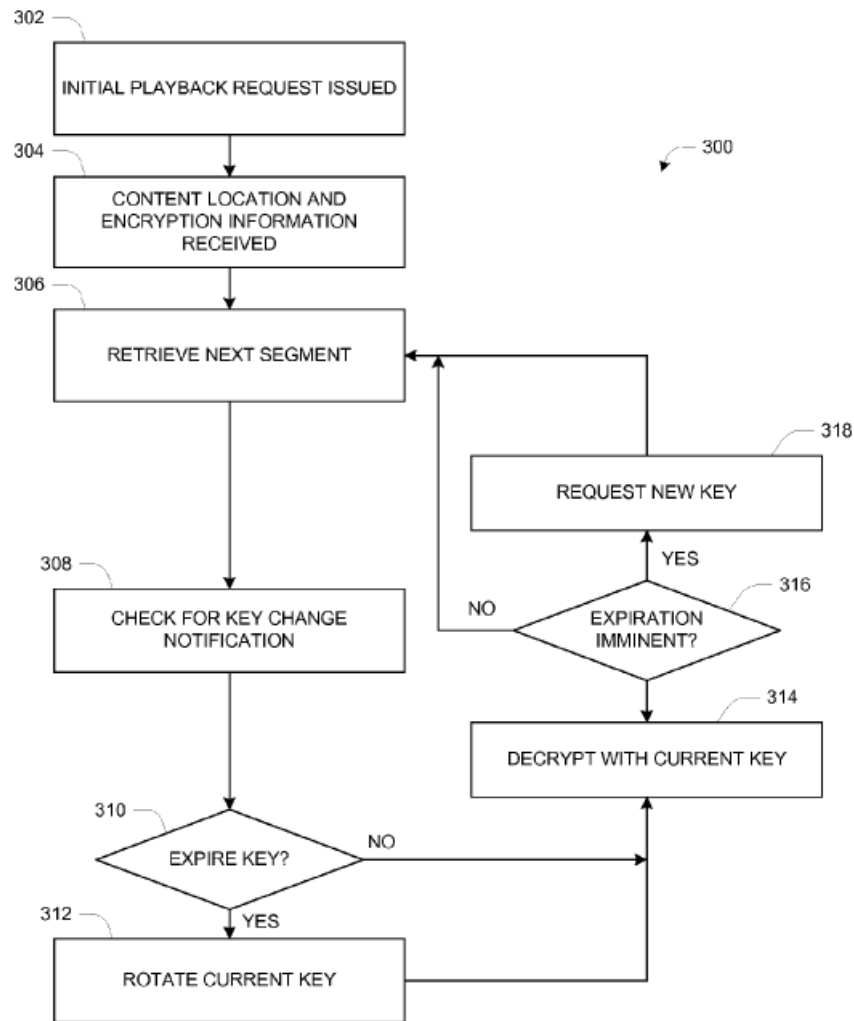 302
INITIAL PLAYBACK REQUEST ISSUED
304
300
CONTENT LOCATION AND
ENCRYPTION INFORMATION
RECEIVED
306
RETRIEVE NEXT SEGMENT
318
REQUEST NEW KEY
YES
308
316
NO
EXPIRATION
IMMINENT?
CHECK FOR KEY CHANGE
NOTIFICATION
314
DECRYPT WITH CURRENT KEY
310
NO
EXPIRE KEY?
YES
312
ROTATE CURRENT KEY